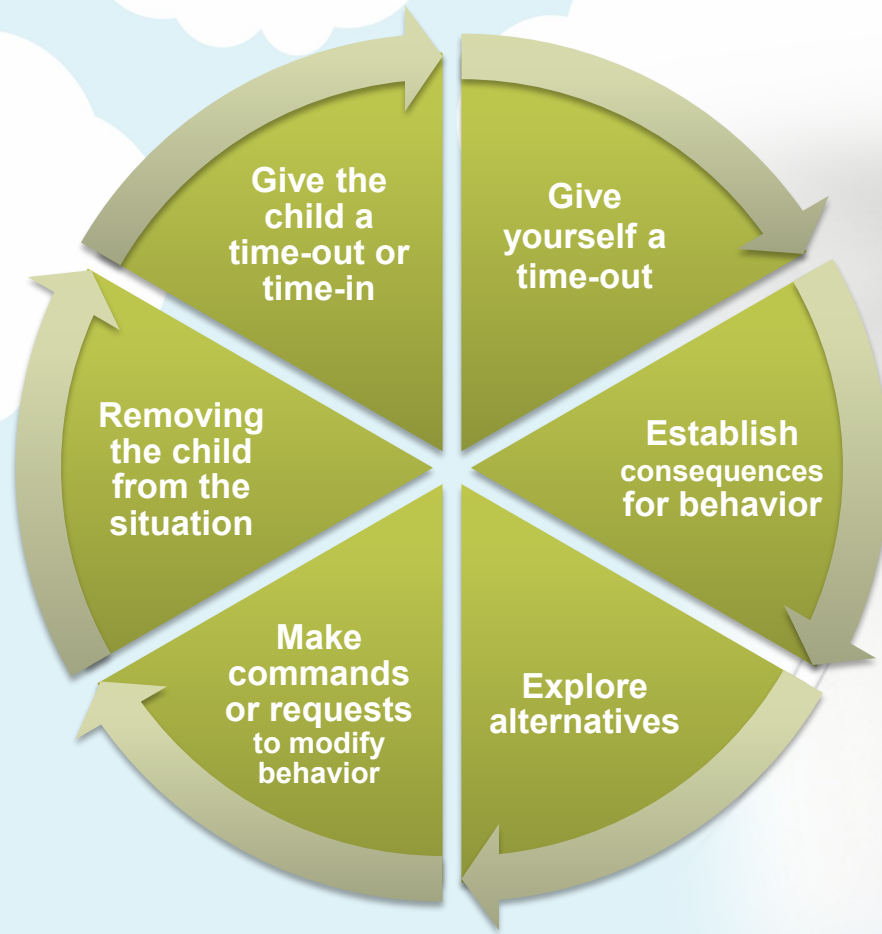 Give the
child a
time-out or
time-in
Give
yourself a
time-out
Establish
consequences
for behavior
Explore
alternatives
Make
commands
or requests
to modify
behavior
Removing
the child
from the
situation